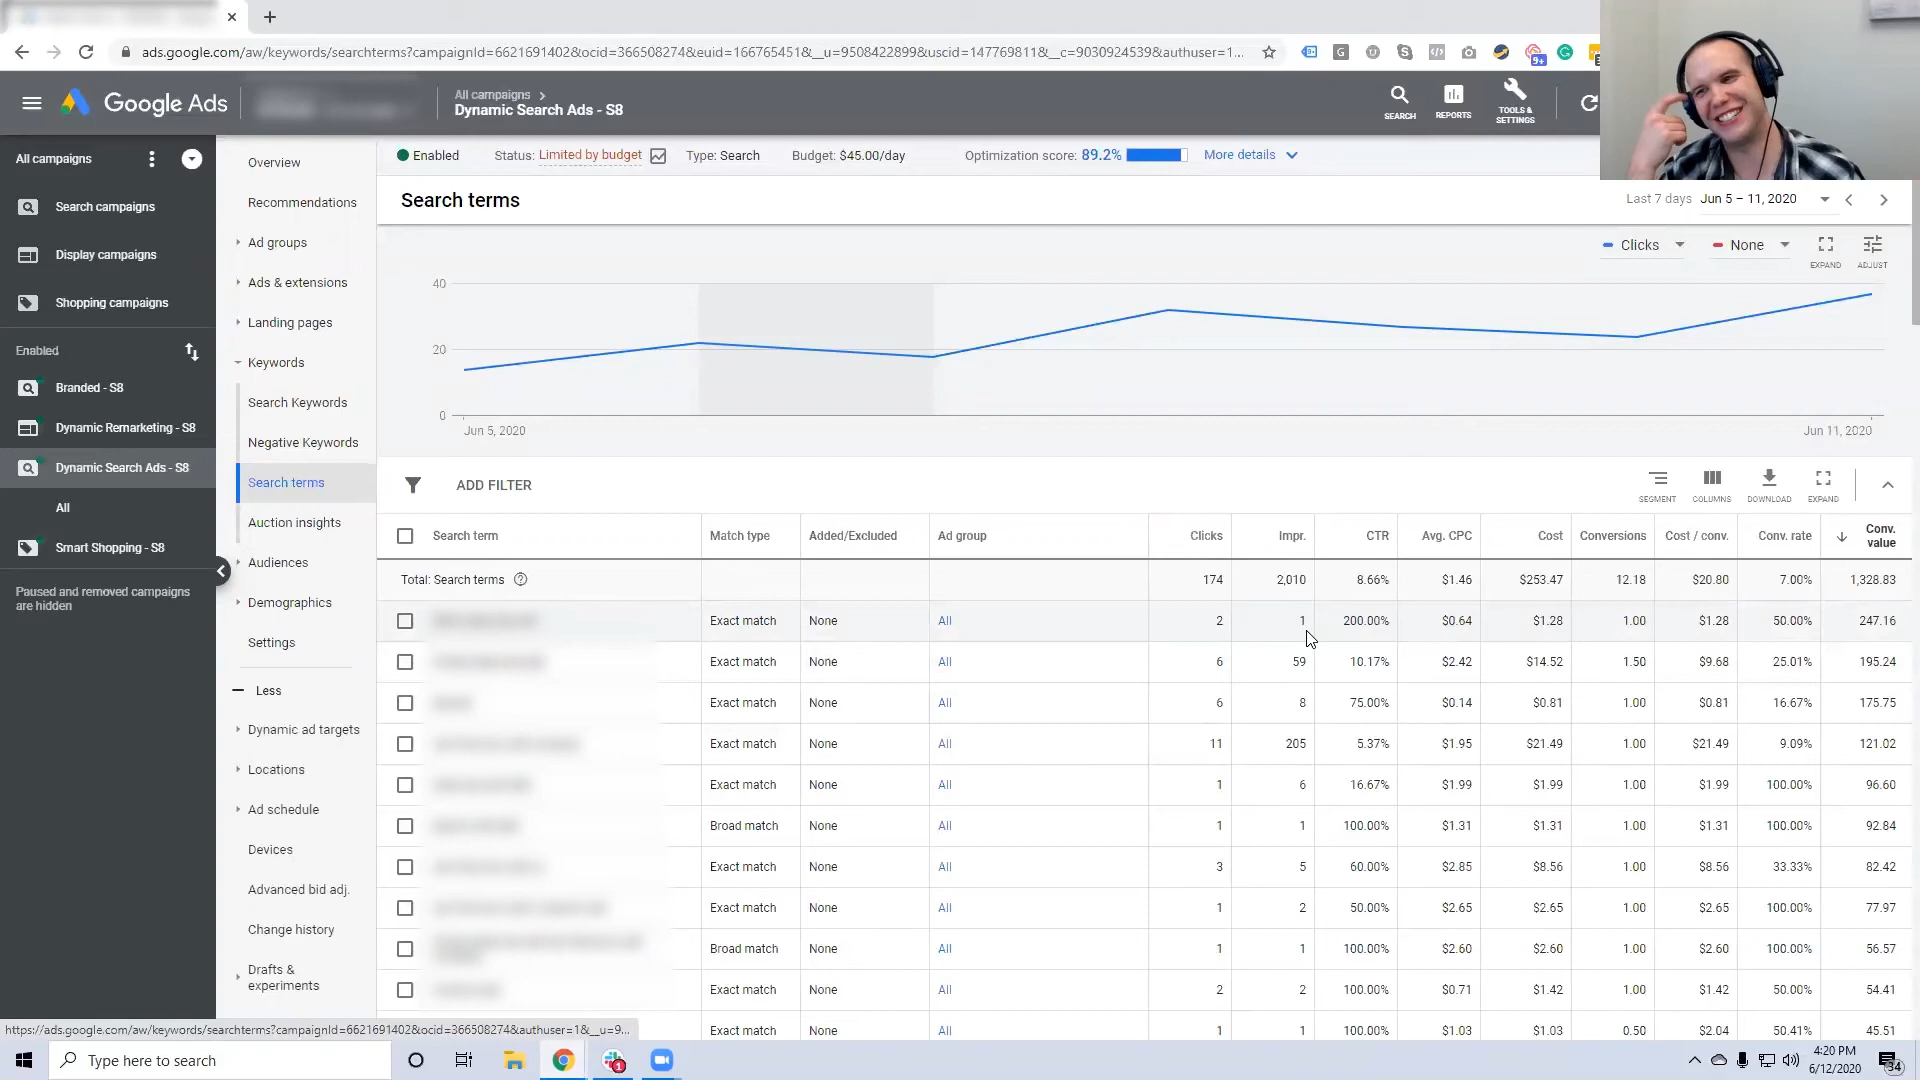 ads.google.com/aw/keywords/searchterms?campaignId=6621691402&ocid=366508274&euid=166765451&__u=9508422899&uscid=147769811&__c=9030924539&authuser=1...
G
9+
Google Ads
All campaigns
Dynamic Search Ads - S8
SEARCH
REPORTS
TOOLS & SETTINGS
All campaigns
Search campaigns
Display campaigns
Shopping campaigns
Enabled
Branded - S8
Dynamic Remarketing - S8
Dynamic Search Ads - S8
All
Smart Shopping - S8
Paused and removed campaigns
are hidden
Overview
Recommendations
Ad groups
Ads & extensions
Landing pages
Keywords
Search Keywords
Negative Keywords
Search terms
Auction insights
Audiences
Demographics
Settings
Less
Dynamic ad targets
Locations
Ad schedule
Devices
Advanced bid adj.
Change history
Drafts &
experiments
Enabled Status: Limited by budget Type: Search Budget: $45.00/day Optimization score: 89.2% More details
Search terms
Last 7 days Jun 5 – 11, 2020
Clicks None
EXPAND ADJUST
40
20
0
Jun 5, 2020 Jun 11, 2020
ADD FILTER
SEGMENT COLUMNS DOWNLOAD EXPAND
Search term Match type Added/Excluded Ad group Clicks Impr. CTR Avg. CPC Cost Conversions Cost / conv. Conv. rate Conv. value
Total: Search terms 174 2,010 8.66% $1.46 $253.47 12.18 $20.80 7.00% 1,328.83
Exact match None All 2 1 200.00% $0.64 $1.28 1.00 $1.28 50.00% 247.16
Exact match None All 6 59 10.17% $2.42 $14.52 1.50 $9.68 25.01% 195.24
Exact match None All 6 8 75.00% $0.14 $0.81 1.00 $0.81 16.67% 175.75
Exact match None All 11 205 5.37% $1.95 $21.49 1.00 $21.49 9.09% 121.02
Exact match None All 1 6 16.67% $1.99 $1.99 1.00 $1.99 100.00% 96.60
Broad match None All 1 1 100.00% $1.31 $1.31 1.00 $1.31 100.00% 92.84
Exact match None All 3 5 60.00% $2.85 $8.56 1.00 $8.56 33.33% 82.42
Exact match None All 1 2 50.00% $2.65 $2.65 1.00 $2.65 100.00% 77.97
Broad match None All 1 1 100.00% $2.60 $2.60 1.00 $2.60 100.00% 56.57
Exact match None All 2 2 100.00% $0.71 $1.42 1.00 $1.42 50.00% 54.41
Exact match None All 1 1 100.00% $1.03 $1.03 0.50 $2.04 50.41% 45.51
https://ads.google.com/aw/keywords/searchterms?campaignId=6621691402&ocid=366508274&authuser=1&__u=9...
Type here to search
1
4:20 PM
6/12/2020
34